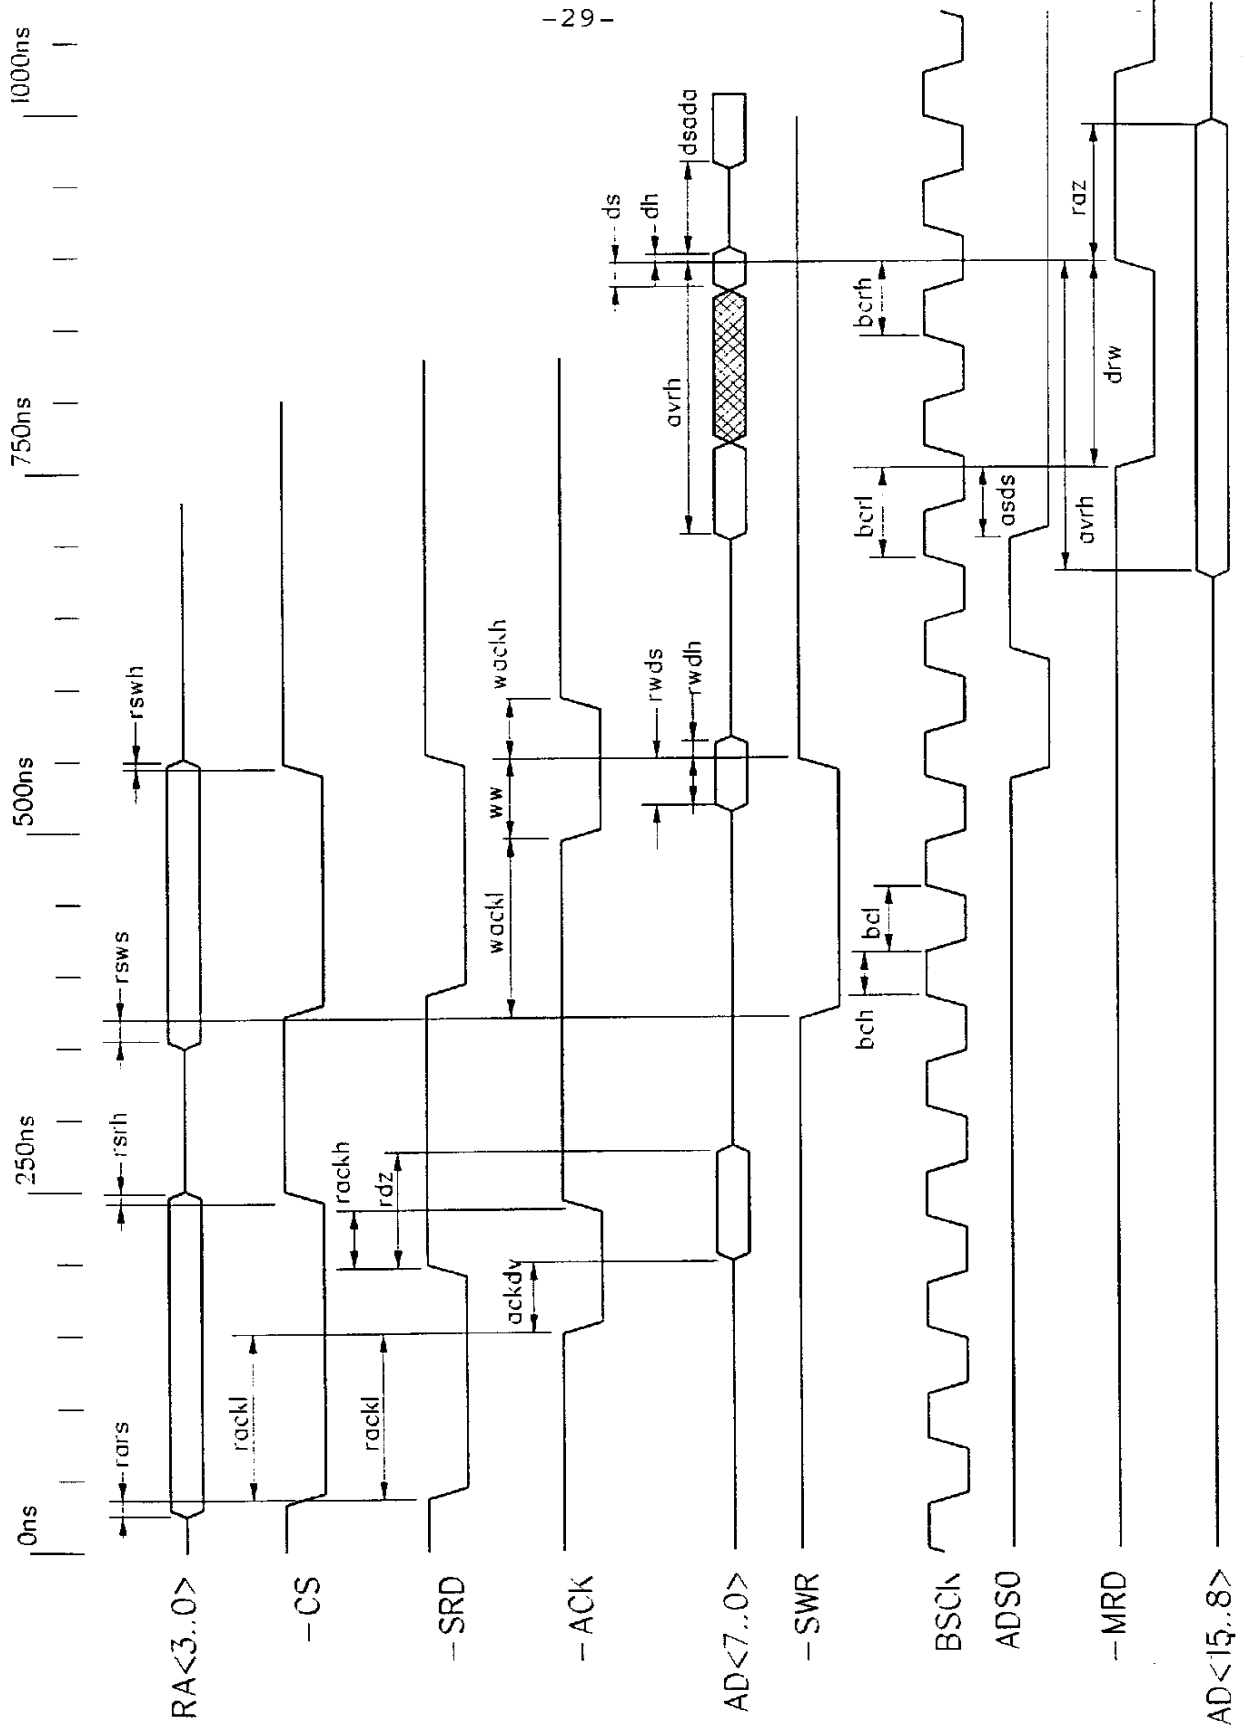 -29-
0ns
250ns
500ns
750ns
1000ns
rars
rsrh
rsws
rswh
RA<3..0>
-CS
rackl
rackh
rackl
rdz
-SRD
ackdv
wackl
ww
wackh
-ACK
rwds
rwdh
avrh
ds
dh
dsada
AD<7..0>
-SWR
bch
bcl
bcrl
bcrh
BSCK
asds
ADS0
avrh
drw
raz
-MRD
AD<15..8>